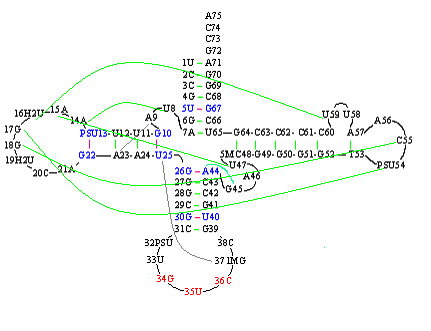 A75
C74
C73
G72
1U – A71
2C – G70
3C – G69
4G – C68
5U – G67
6G – C66
7A U65 G64-C63-C62-C61-C60
U8
A9
16H2U 15A 14A
PSU13-U12-U11-G10
17G
18G
19H2U
20C 21A
G22 — A23-A24-U25
U59 U58
A57 A56
C55
PSU54
5MC48-G49-G50-G51-G52 T53
U47
A46
G45
26G – A44
27G – C43
28G – C42
29C – G41
30G – U40
31C – G39
32PSU 38C
33U 371MG
34G 36C
35U